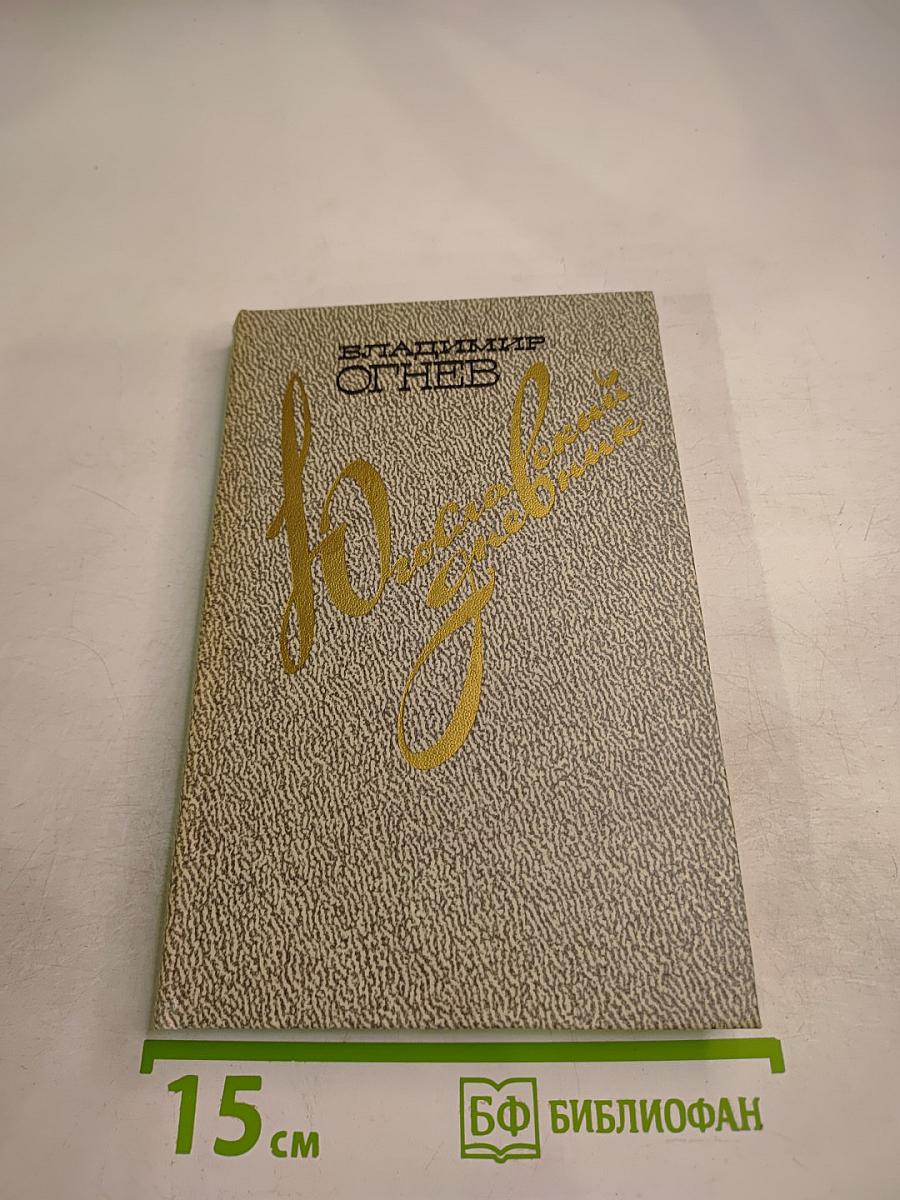 ВЛАДИМИР
ОГНЕВ
Югославский
дневник
15 см
БФ БИБЛИОФАН